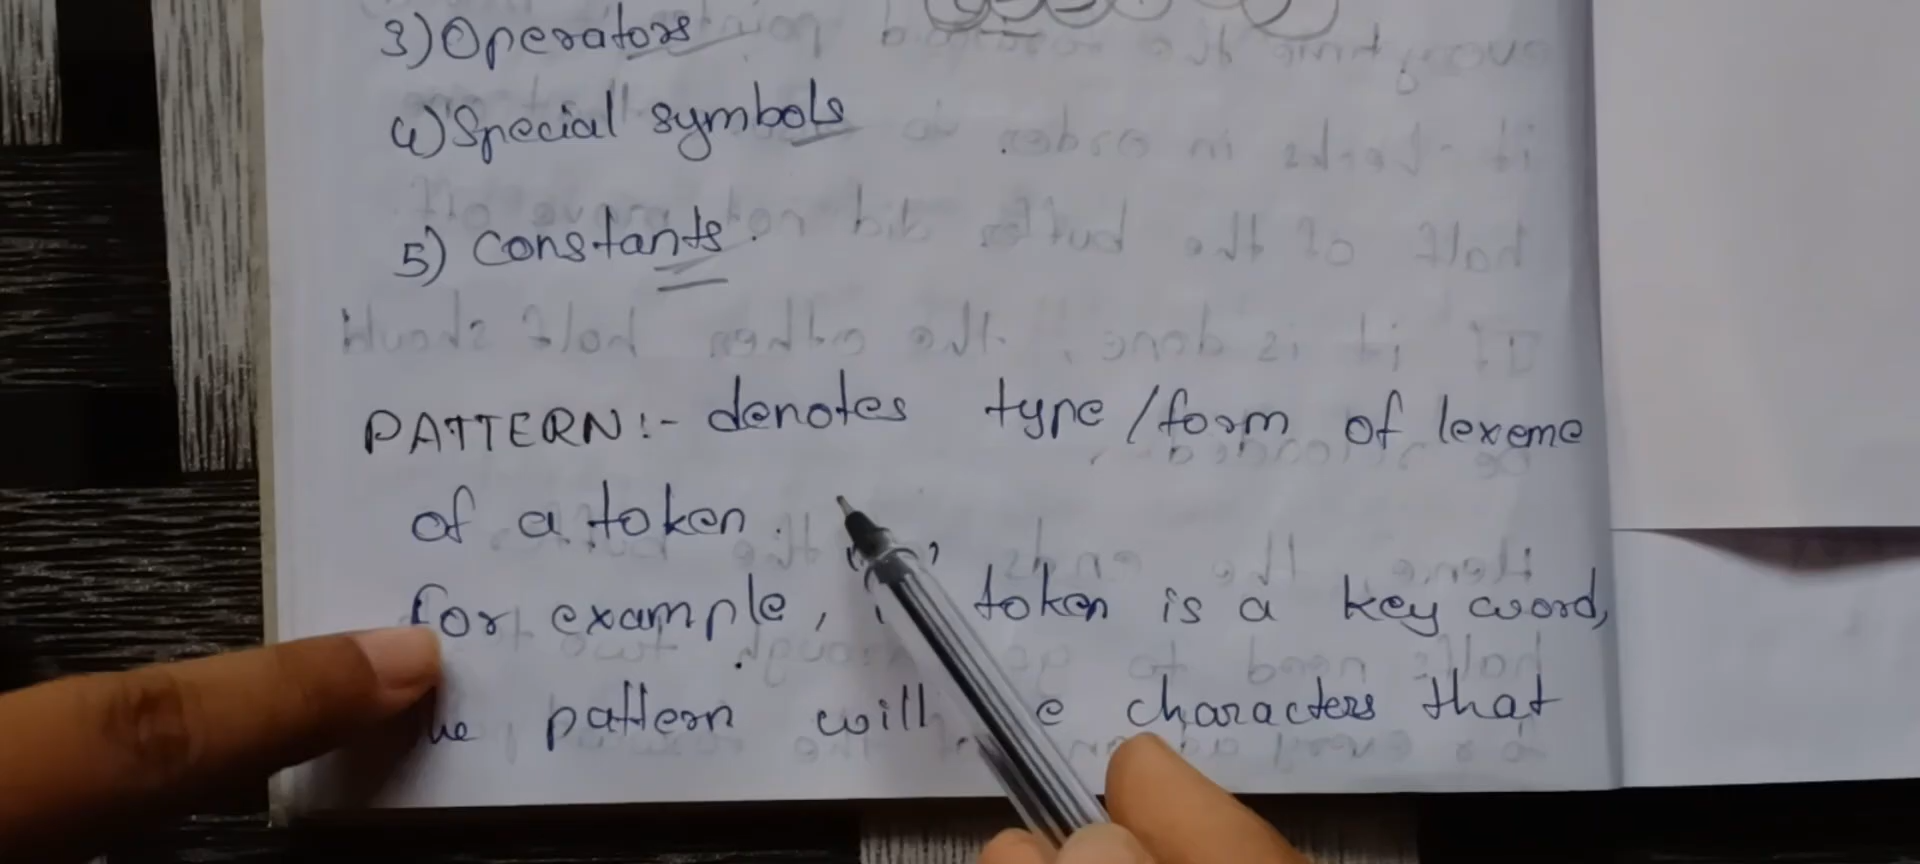 3) Operators
4) Special symbols
5) Constants.
PATTERN :- denotes type / form of lexeme
of a token.
For example, token is a key word,
pattern will characters that